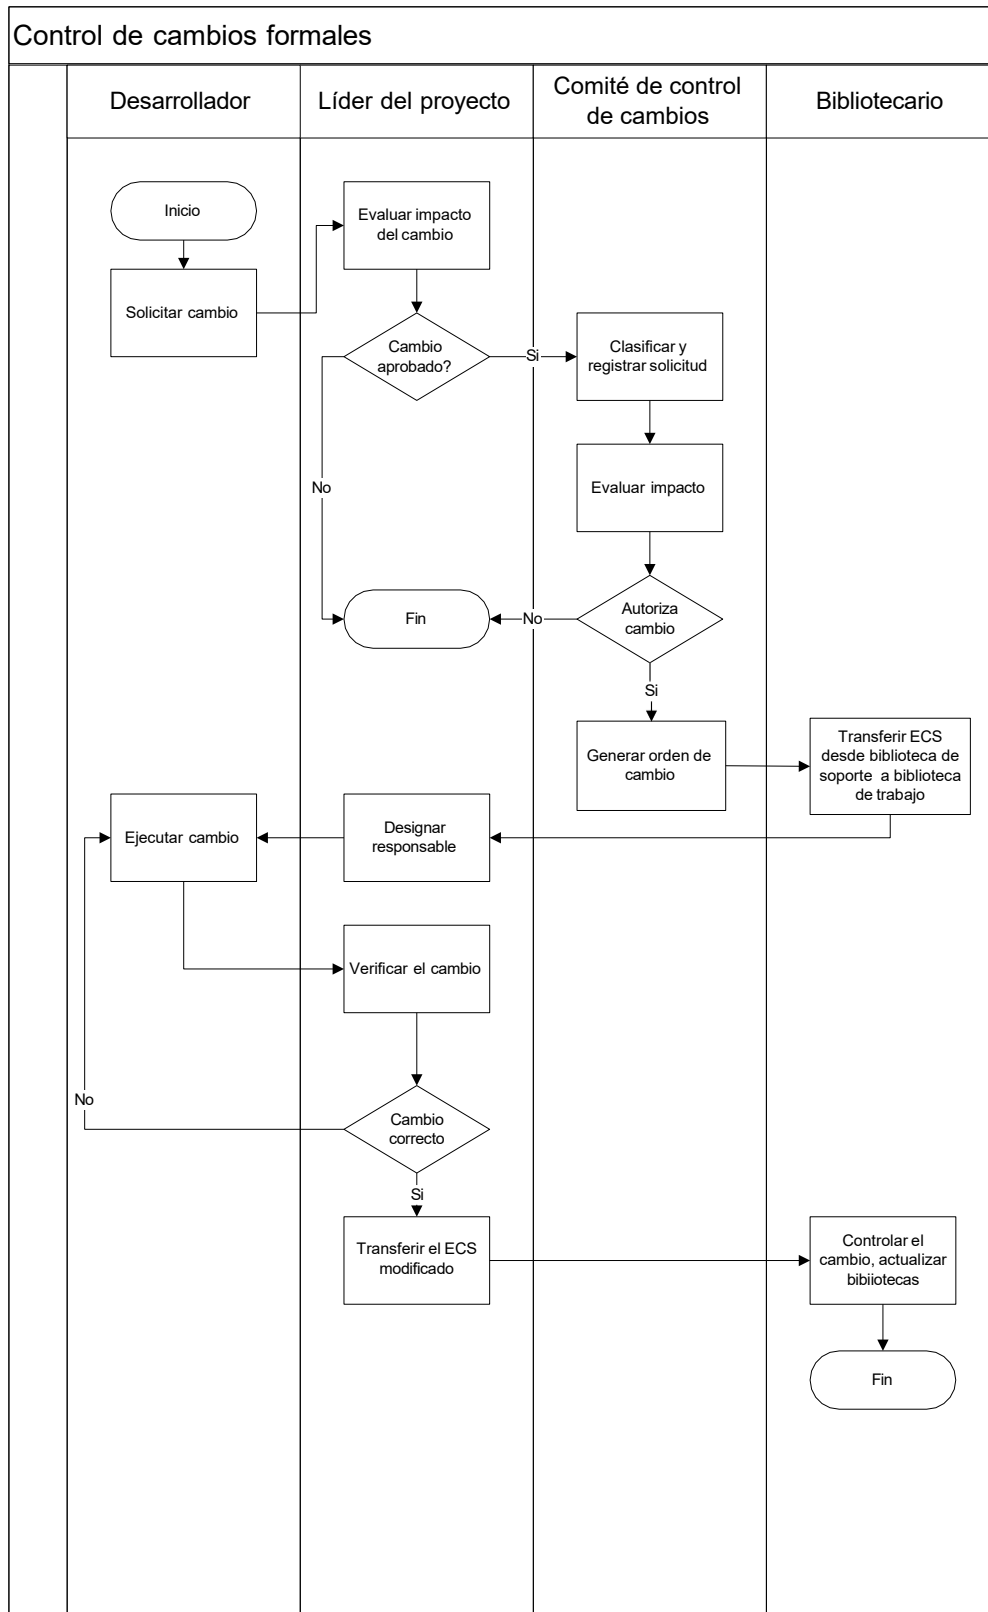 Control de cambios formales
Desarrollador
Líder del proyecto
Comité de control
de cambios
Bibliotecario
Inicio
Evaluar impacto
del cambio
Solicitar cambio
Cambio
aprobado?
Si
Clasificar y
registrar solicitud
No
Evaluar impacto
Fin
No
Autoriza
cambio
Si
Generar orden de
cambio
Transferir ECS
desde biblioteca de
soporte a biblioteca
de trabajo
Ejecutar cambio
Designar
responsable
Verificar el cambio
No
Cambio
correcto
Si
Transferir el ECS
modificado
Controlar el
cambio, actualizar
bibiiotecas
Fin